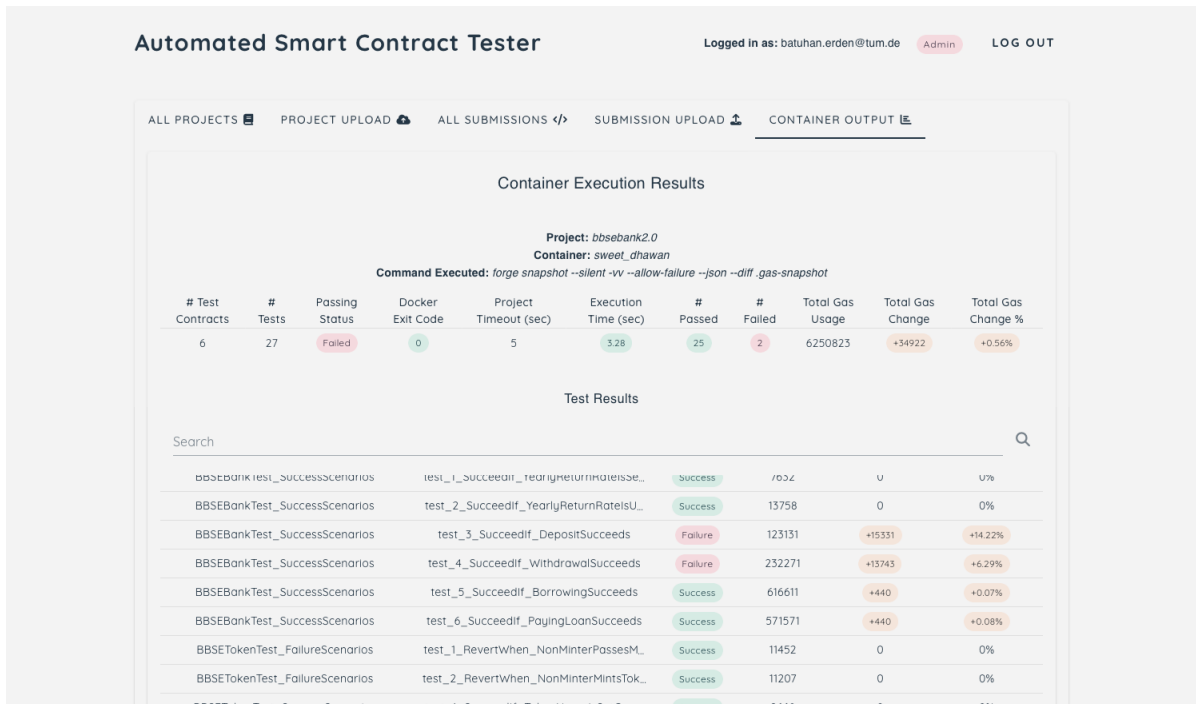 Automated Smart Contract Tester
Logged in as: batuhan.erden@tum.de Admin LOG OUT
ALL PROJECTS PROJECT UPLOAD ALL SUBMISSIONS </> SUBMISSION UPLOAD CONTAINER OUTPUT
Container Execution Results
Project: bbsebank2.0
Container: sweet_dhawan
Command Executed: forge snapshot --silent -vv --allow-failure --json --diff .gas-snapshot
# Test # Passing Docker Project Execution # # Total Gas Total Gas Total Gas
Contracts Tests Status Exit Code Timeout (sec) Time (sec) Passed Failed Usage Change Change %
6 27 Failed 0 5 3.28 25 2 6250823 +34922 +0.56%
Test Results
Search
BBSEBankTest_SuccessScenarios test_1_SucceedIf_YearlyReturnRateIsSe... Success 7632 0 0%
BBSEBankTest_SuccessScenarios test_2_SucceedIf_YearlyReturnRateIsU... Success 13758 0 0%
BBSEBankTest_SuccessScenarios test_3_SucceedIf_DepositSucceeds Failure 123131 +15331 +14.22%
BBSEBankTest_SuccessScenarios test_4_SucceedIf_WithdrawalSucceeds Failure 232271 +13743 +6.29%
BBSEBankTest_SuccessScenarios test_5_SucceedIf_BorrowingSucceeds Success 616611 +440 +0.07%
BBSEBankTest_SuccessScenarios test_6_SucceedIf_PayingLoanSucceeds Success 571571 +440 +0.08%
BBSETokenTest_FailureScenarios test_1_RevertWhen_NonMinterPassesM... Success 11452 0 0%
BBSETokenTest_FailureScenarios test_2_RevertWhen_NonMinterMintsTok... Success 11207 0 0%